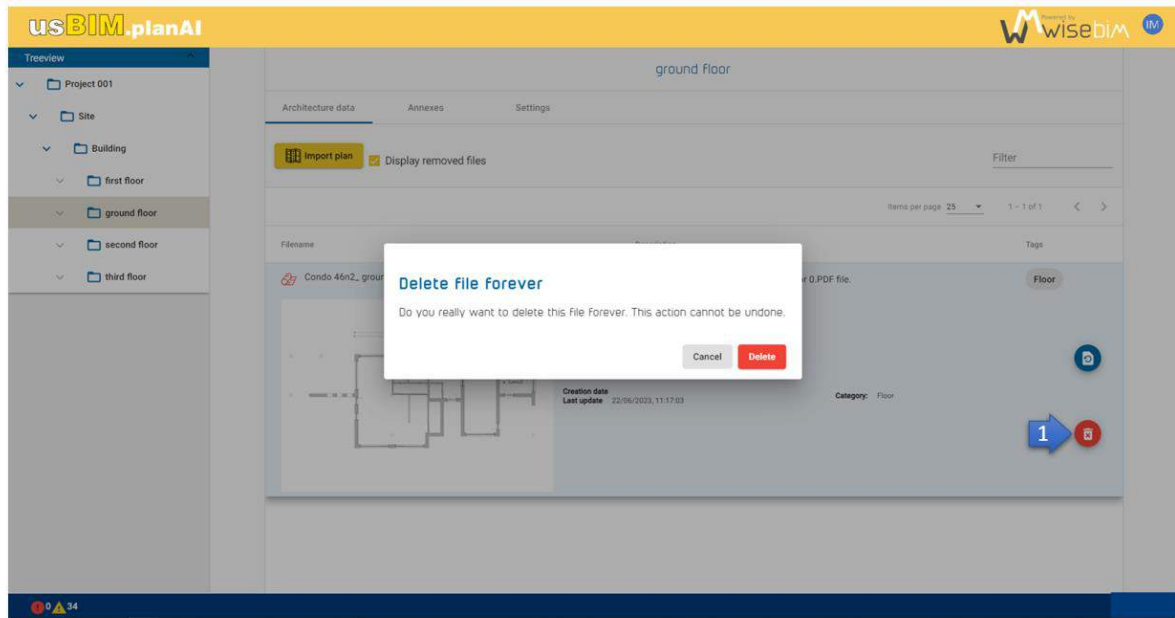 usBIM.planAI
Powered by
wisebim
IM
Treeview
Project 001
Site
Building
first floor
ground floor
second floor
third floor
ground floor
Architecture data Annexes Settings
Import plan Display removed files Filter
Items per page 25 1 – 1 of 1
Filename Description Tags
Condo 46n2_ grour r 0.PDF file. Floor
Delete file forever
Do you really want to delete this file forever. This action cannot be undone.
Cancel Delete
Creation date
Last update 22/06/2023, 11:17:03 Category: Floor
1
0 34